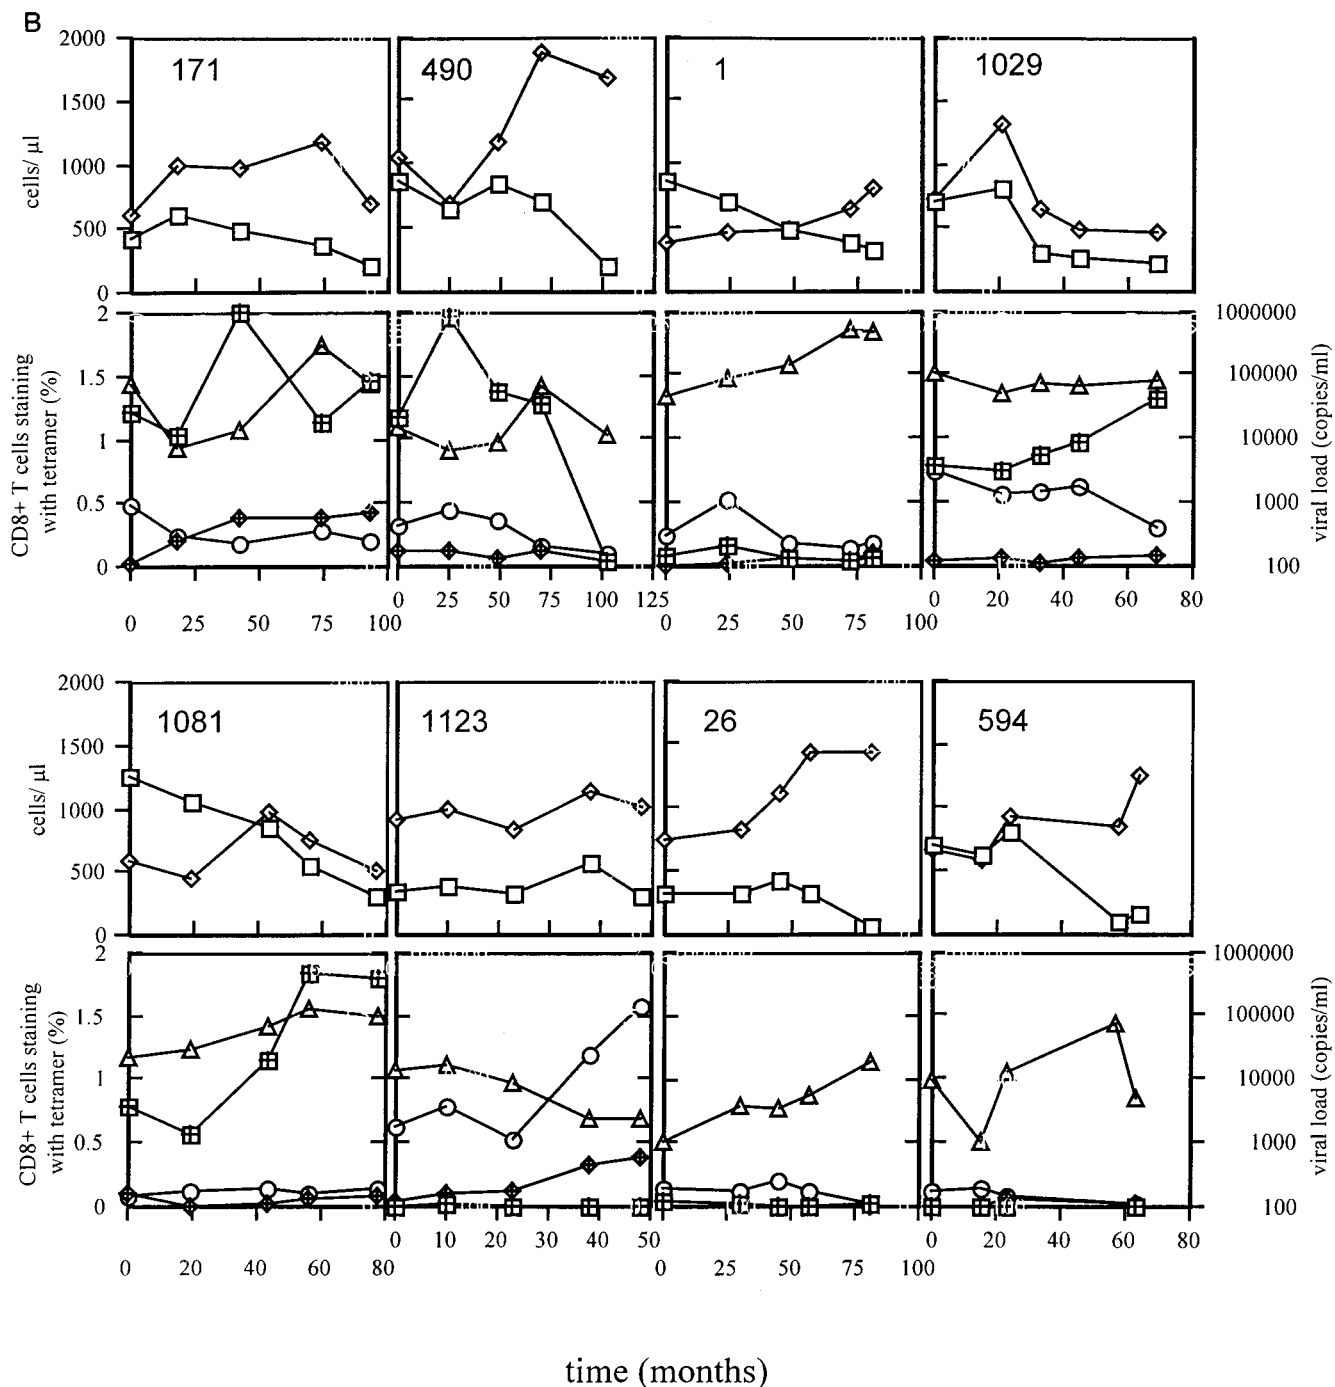 B
2000
1500
1000
500
0
cells/ µl
171
490
1
1029
2
1.5
1
0.5
0
CD8+ T cells staining
with tetramer (%)
1000000
100000
10000
1000
100
viral load (copies/ml)
0 25 50 75 100 125
0 20 40 60 80
0 25 50 75 100
0 25 50 75 100
2000
1500
1000
500
0
cells/ µl
1081
1123
26
594
2
1.5
1
0.5
0
CD8+ T cells staining
with tetramer (%)
1000000
100000
10000
1000
100
viral load (copies/ml)
0 10 20 30 40 50
0 20 40 60 80
0 20 40 60 80
0 25 50 75 100
time (months)